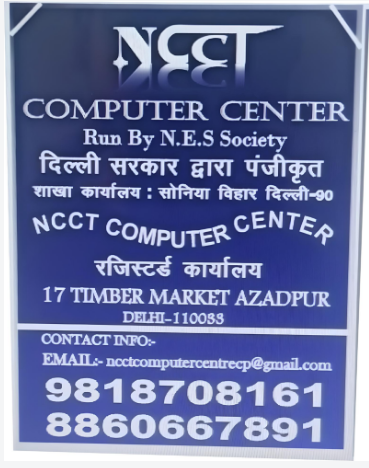 NCCT
COMPUTER CENTER
Run By N.E.S Society
दिल्ली सरकार द्वारा पंजीकृत
शाखा कार्यालय : सोनिया विहार दिल्ली-90
NCCT COMPUTER CENTER
रजिस्टर्ड कार्यालय
17 TIMBER MARKET AZADPUR
DELHI-110033
CONTACT INFO:-
EMAIL:- ncctcomputercentrecp@gmail.com
9818708161
8860667891